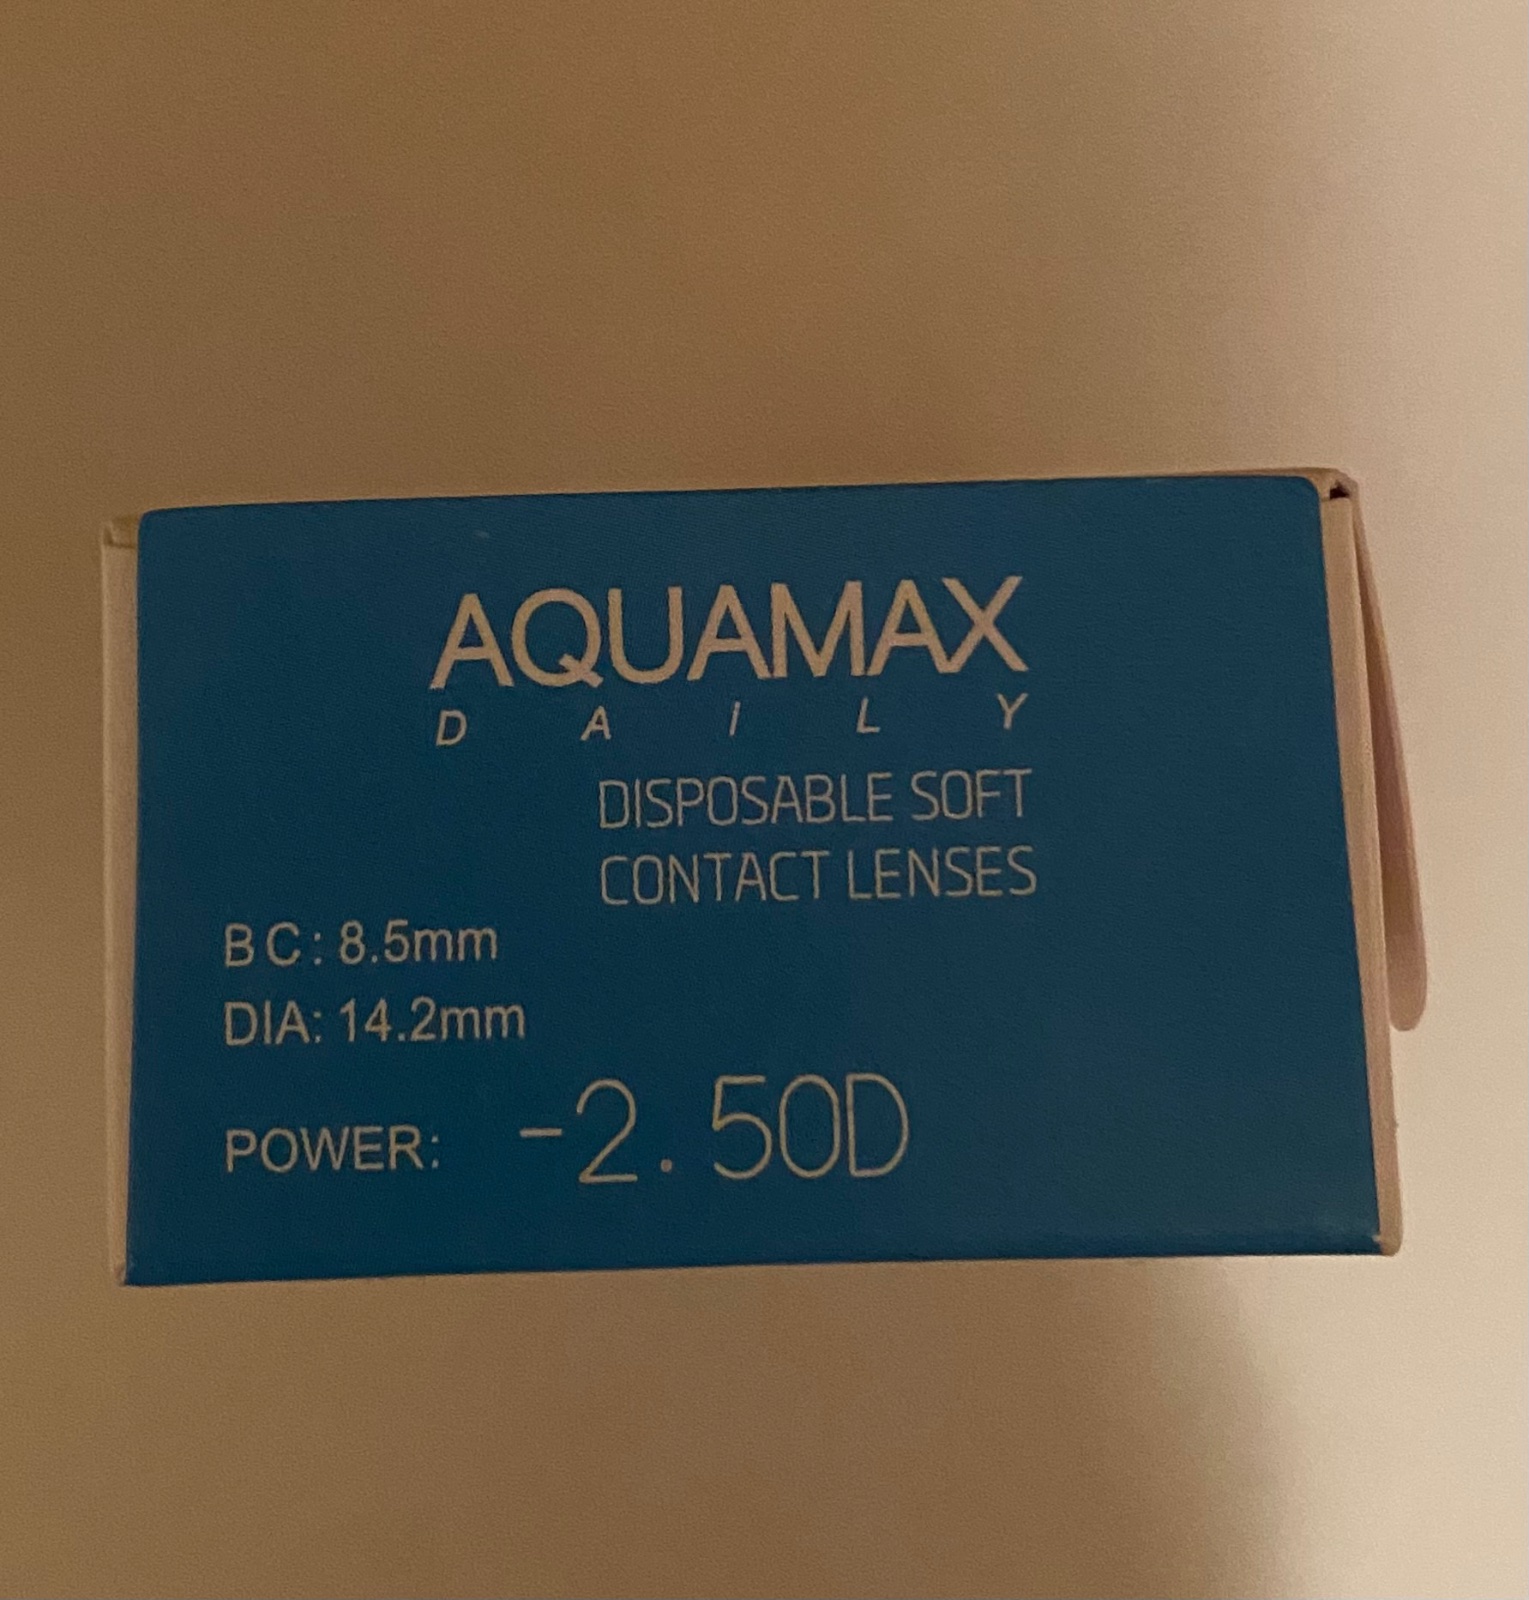 AQUAMAX
DAiLY
DISPOSABLE SOFT
CONTACT LENSES
BC: 8.5mm
DIA: 14.2mm
POWER: -2.50D